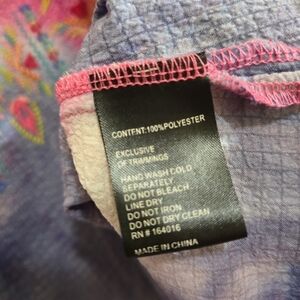 CONTENT:100%POLYESTER
EXCLUSIVE
OF TRIMMINGS
HAND WASH COLD
SEPARATELY
DO NOT BLEACH
LINE DRY
DO NOT IRON
DO NOT DRY CLEAN
RN # 164016
MADE IN CHINA